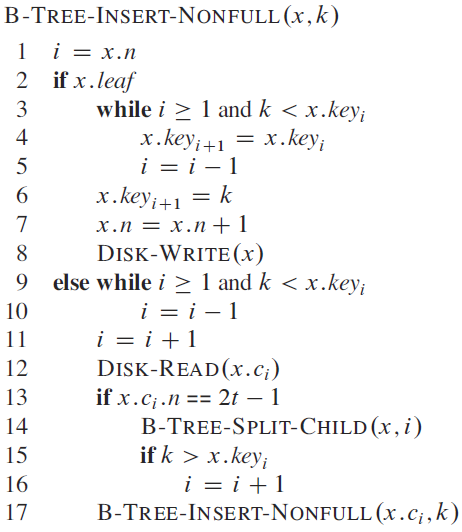 B-TREE-INSERT-NONFULL(x, k)
1 i = x.n
2 if x.leaf
3 while i ≥ 1 and k < x.key_i
4 x.key_{i+1} = x.key_i
5 i = i − 1
6 x.key_{i+1} = k
7 x.n = x.n + 1
8 DISK-WRITE(x)
9 else while i ≥ 1 and k < x.key_i
10 i = i − 1
11 i = i + 1
12 DISK-READ(x.c_i)
13 if x.c_i.n == 2t − 1
14 B-TREE-SPLIT-CHILD(x, i)
15 if k > x.key_i
16 i = i + 1
17 B-TREE-INSERT-NONFULL(x.c_i, k)